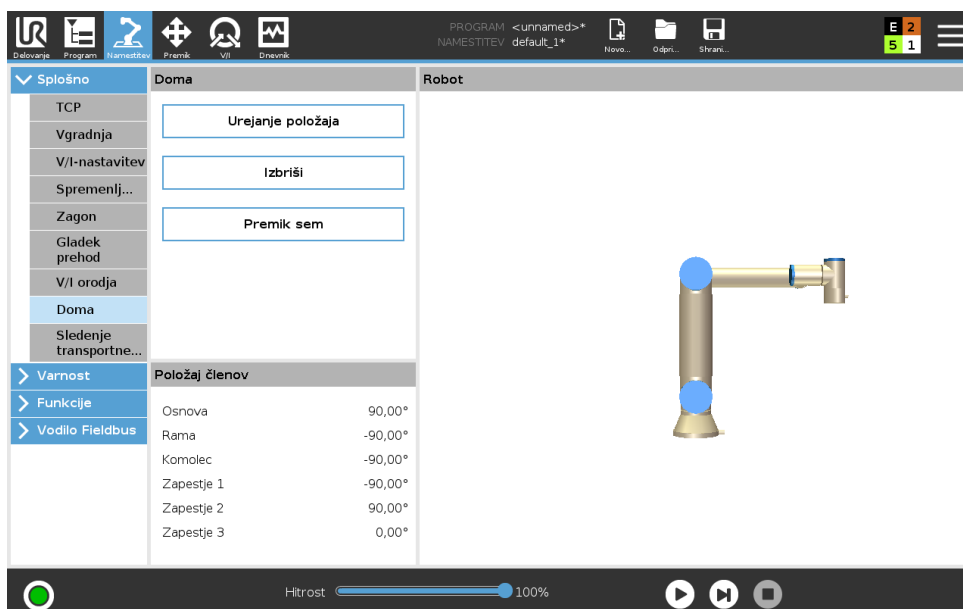 PROGRAM <unnamed>*
NAMESTITEV default_1*
Delovanje Program Namestitev Premik V/I Dnevnik
Novo... Odpri... Shrani...
E 2
5 1
Splošno
TCP
Vgradnja
V/I-nastavitev
Spremenlj...
Zagon
Gladek
prehod
V/I orodja
Doma
Sledenje
transportne...
Varnost
Funkcije
Vodilo Fieldbus
Doma
Urejanje položaja
Izbriši
Premik sem
Položaj členov
Osnova 90,00°
Rama -90,00°
Komolec -90,00°
Zapestje 1 -90,00°
Zapestje 2 90,00°
Zapestje 3 0,00°
Robot
Hitrost 100%